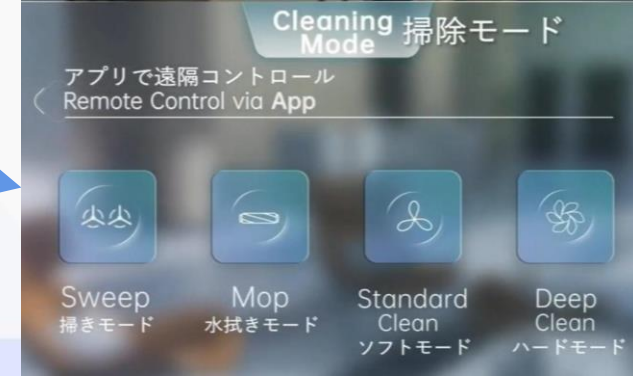 Cleaning Mode 掃除モード
アプリで遠隔コントロール
Remote Control via App
Sweep
掃きモード
Mop
水拭きモード
Standard Clean
ソフトモード
Deep Clean
ハードモード